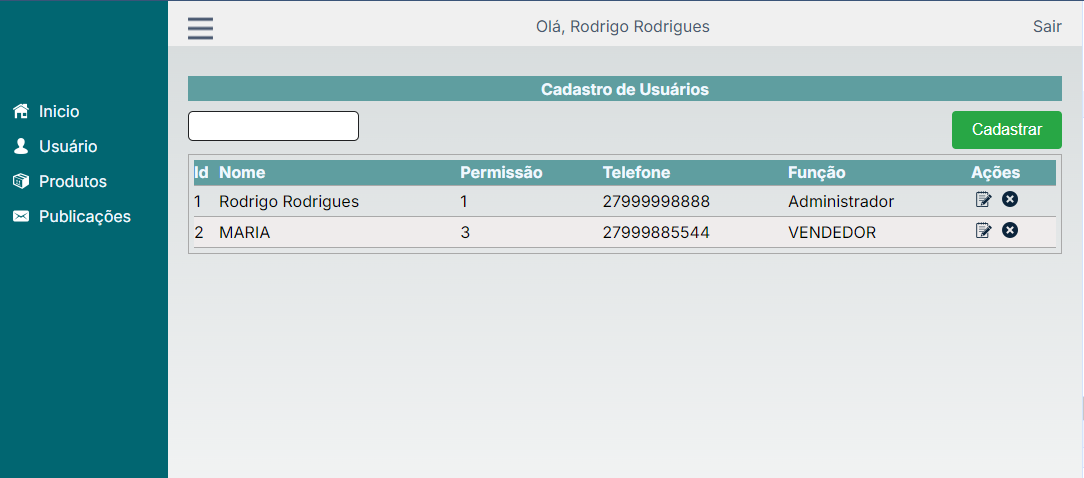 Olá, Rodrigo Rodrigues Sair
Inicio
Usuário
Produtos
Publicações
Cadastro de Usuários
Cadastrar
Id Nome Permissão Telefone Função Ações
1 Rodrigo Rodrigues 1 27999998888 Administrador
2 MARIA 3 27999885544 VENDEDOR